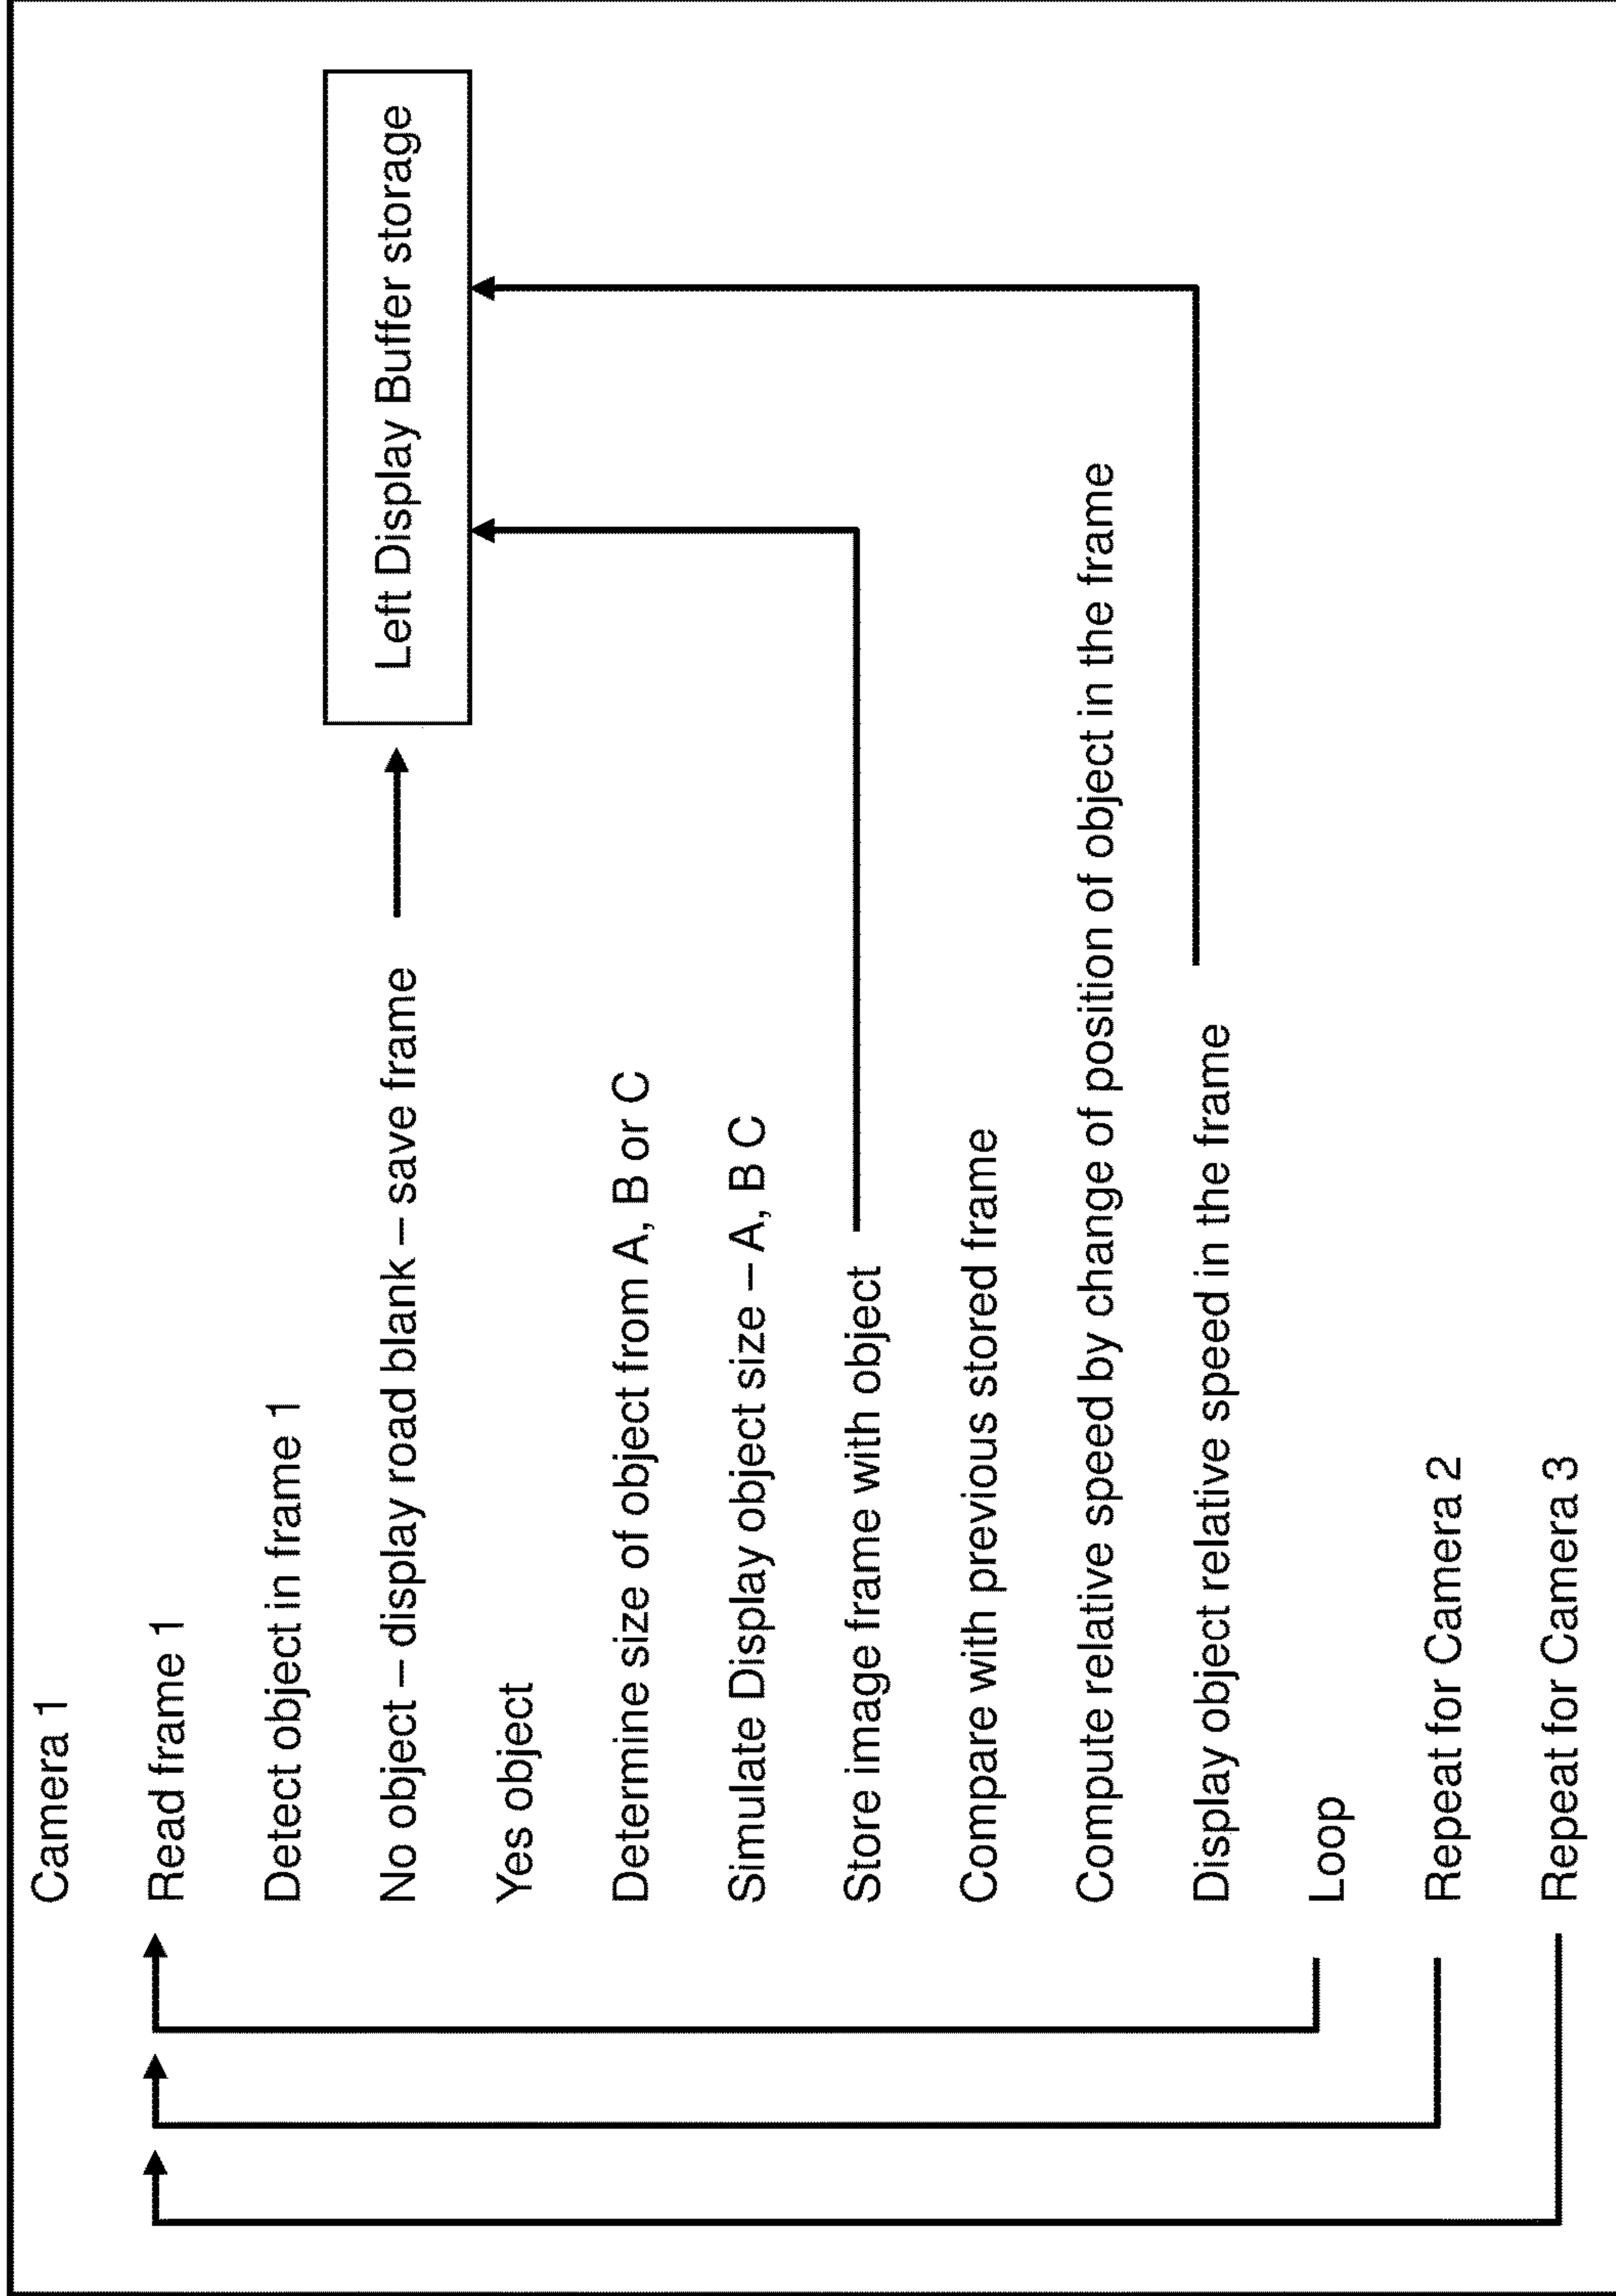 Camera 1
Read frame 1
Detect object in frame 1
No object – display road blank – save frame
Left Display Buffer storage
Yes object
Determine size of object from A, B or C
Simulate Display object size – A, B C
Store image frame with object
Compare with previous stored frame
Compute relative speed by change of position of object in the frame
Display object relative speed in the frame
Loop
Repeat for Camera 2
Repeat for Camera 3